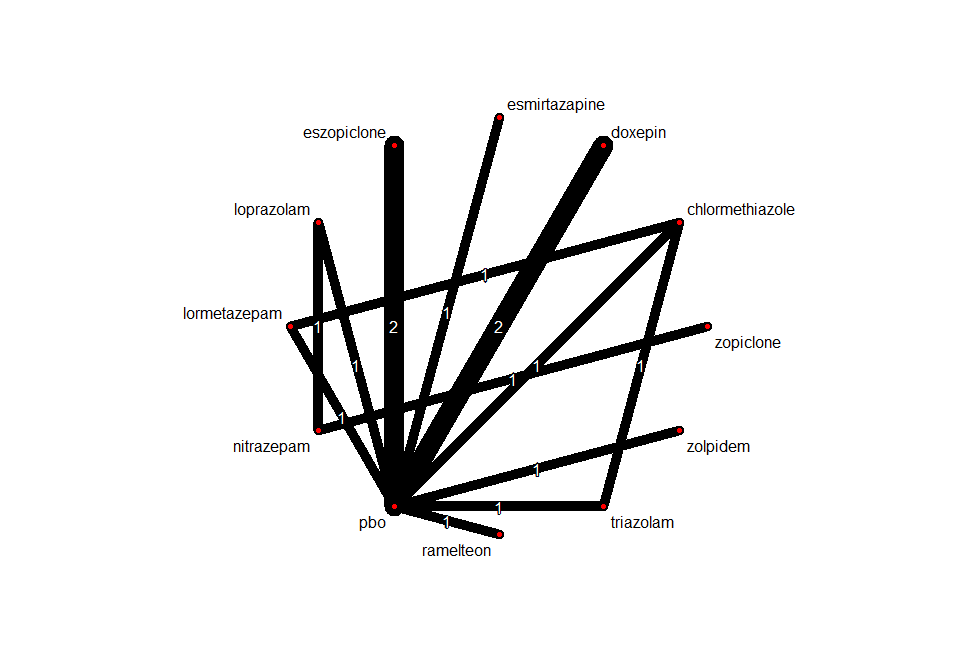 esmirtazapine
eszopiclone
doxepin
loprazolam
chlormethiazole
1
1
lormetazepam
1
2
2
zopiclone
1
1
1
1
1
nitrazepam
zolpidem
1
1
1
pbo
triazolam
ramelteon